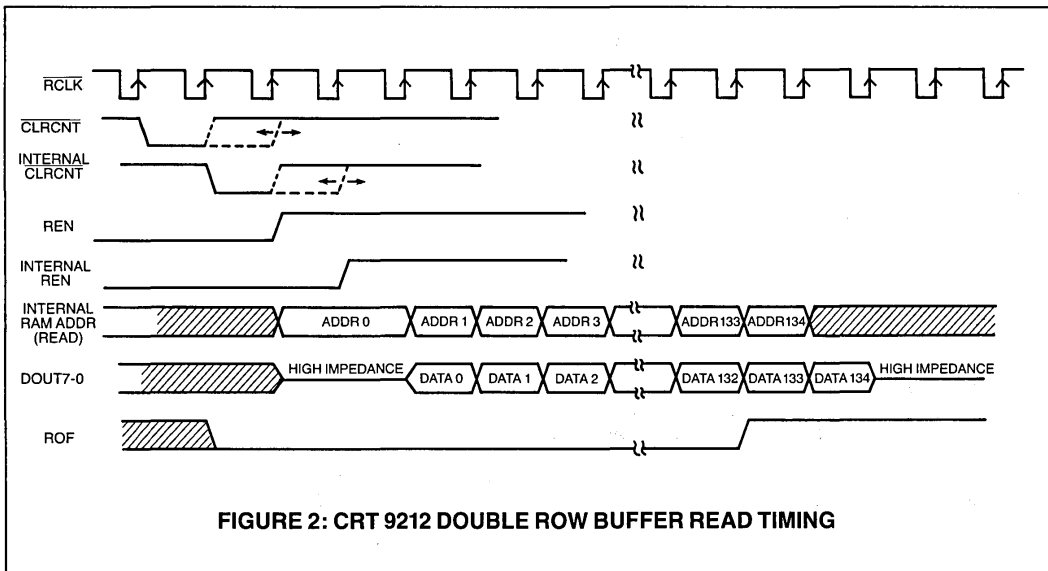 RCLK
CLRCNT
INTERNAL
CLRCNT
REN
INTERNAL
REN
INTERNAL
RAM ADDR
(READ)
ADDR 0 ADDR 1 ADDR 2 ADDR 3 ADDR 133 ADDR 134
DOUT7-0 HIGH IMPEDANCE DATA 0 DATA 1 DATA 2 DATA 132 DATA 133 DATA 134 HIGH IMPEDANCE
ROF
FIGURE 2: CRT 9212 DOUBLE ROW BUFFER READ TIMING